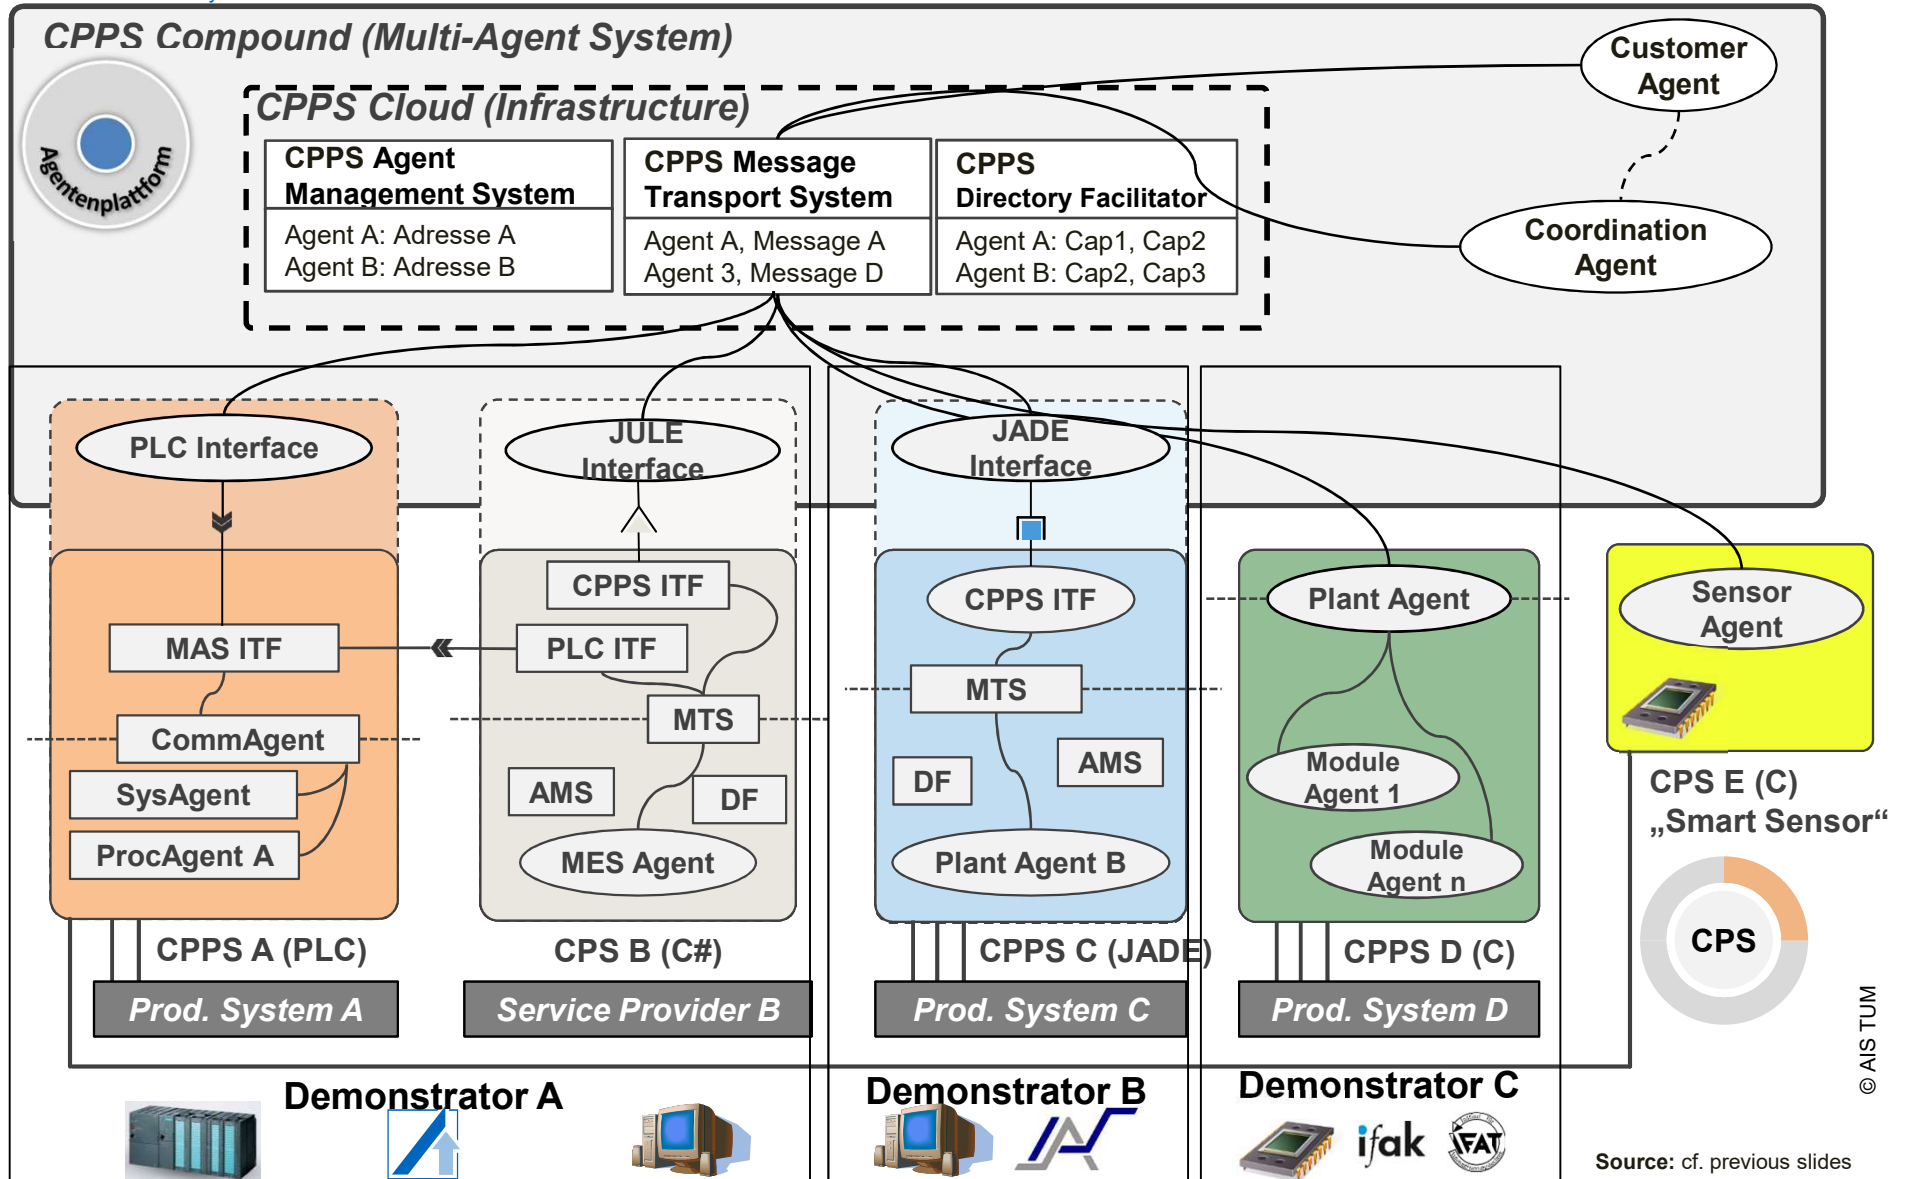 CPPS Compound (Multi-Agent System)
Agentenplattform
CPPS Cloud (Infrastructure)
CPPS Agent
Management System
Agent A: Adresse A
Agent B: Adresse B
CPPS Message
Transport System
Agent A, Message A
Agent 3, Message D
CPPS
Directory Facilitator
Agent A: Cap1, Cap2
Agent B: Cap2, Cap3
Customer
Agent
Coordination
Agent
PLC Interface
JULE
Interface
JADE
Interface
MAS ITF
CommAgent
SysAgent
ProcAgent A
CPPS ITF
PLC ITF
MTS
AMS
DF
MES Agent
CPPS ITF
MTS
DF
AMS
Plant Agent B
Plant Agent
Module
Agent 1
Module
Agent n
Sensor
Agent
CPS E (C)
„Smart Sensor“
CPS
CPPS A (PLC)
CPS B (C#)
CPPS C (JADE)
CPPS D (C)
Prod. System A
Service Provider B
Prod. System C
Prod. System D
Demonstrator A
Demonstrator B
Demonstrator C
ifak
IFAT
© AIS TUM
Source: cf. previous slides